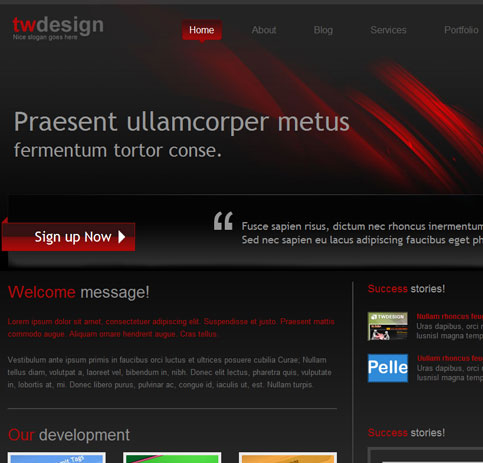 twdesign
Nice slogan goes here
Home About Blog Services Portfolio
Praesent ullamcorper metus
fermentum tortor conse.
Sign up Now
“ Fusce sapien risus, dictum nec rhoncus inermentum
Sed nec sapien eu lacus adipiscing faucibus eget ph
Welcome message!
Lorem ipsum dolor sit amet, consectetuer adipiscing elit. Suspendisse et justo. Praesent mattis
commodo augue. Aliquam ornare hendrerit augue. Cras tellus.
Vestibulum ante ipsum primis in faucibus orci luctus et ultrices posuere cubilia Curae; Nullam
tellus diam, volutpat a, laoreet vel, bibendum in, nibh. Donec elit lectus, pharetra quis, vulputate
in, lobortis at, mi. Donec libero purus, pulvinar ac, congue id, iaculis ut, est. Nullam turpis.
Success stories!
TWDESIGN
Nullam rhoncus feu
Uras dapibus, orci r
lusnisl magna temp
Pelle
Uudlam rhoncus feu
Uras dapibus, orci r
lusnisl magna temp
Our development
Success stories!
Tags